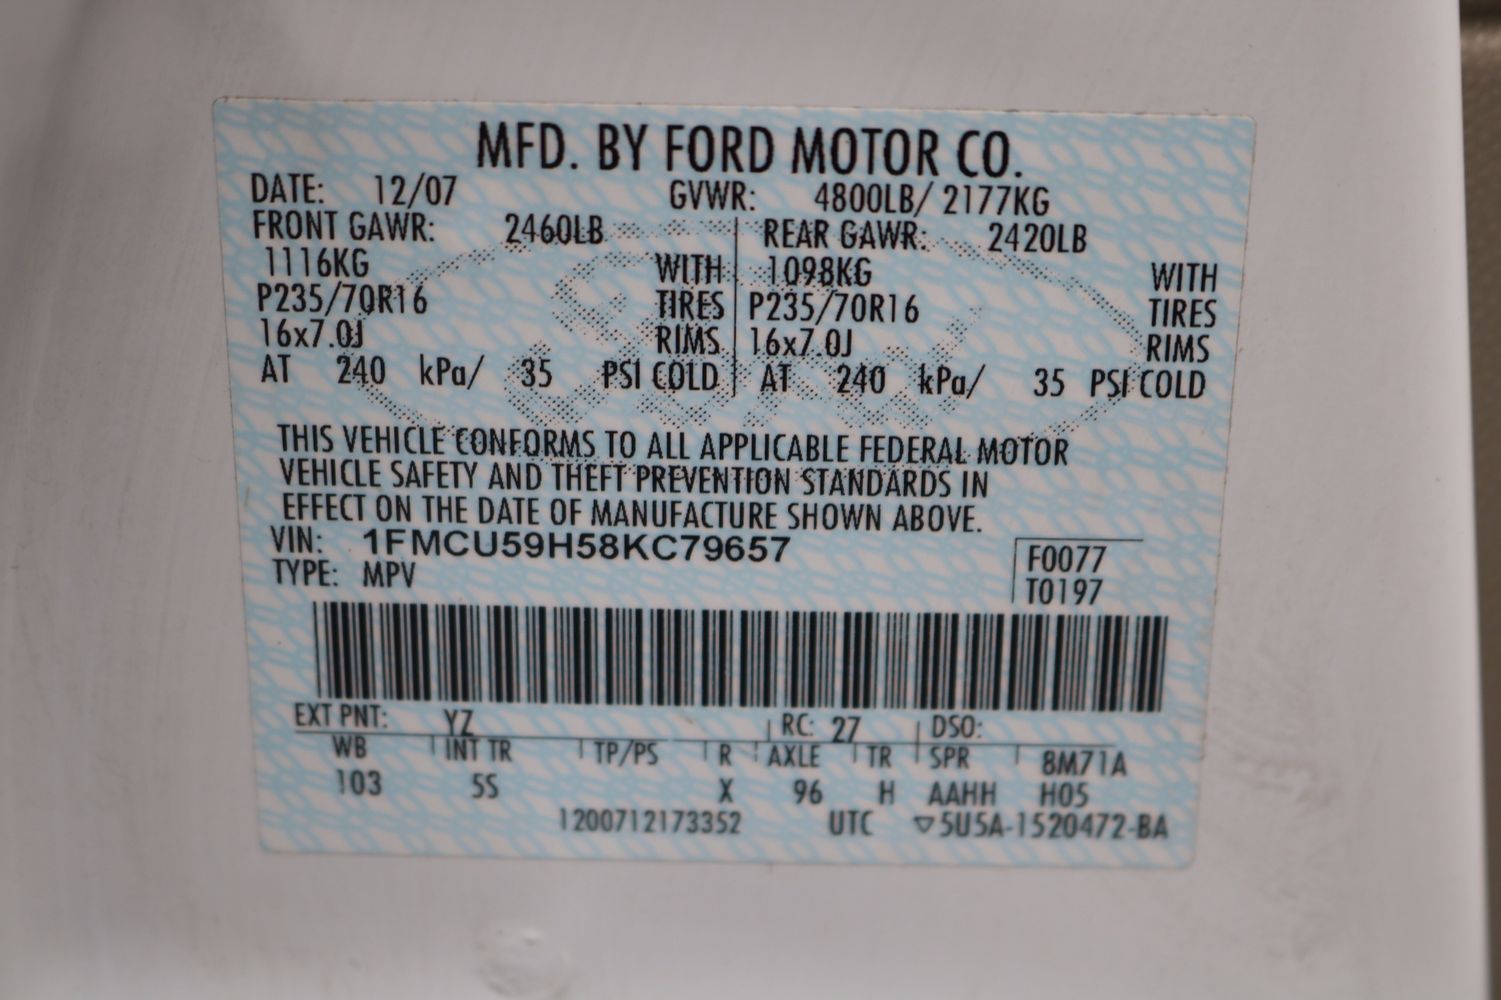 MFD. BY FORD MOTOR CO.
DATE: 12/07 GVWR: 4800LB/ 2177KG
FRONT GAWR: 2460LB REAR GAWR: 2420LB
1116KG WITH 1098KG WITH
P235/70R16 TIRES P235/70R16 TIRES
16x7.0J RIMS 16x7.0J RIMS
AT 240 kPa/ 35 PSI COLD AT 240 kPa/ 35 PSI COLD
THIS VEHICLE CONFORMS TO ALL APPLICABLE FEDERAL MOTOR
VEHICLE SAFETY AND THEFT PREVENTION STANDARDS IN
EFFECT ON THE DATE OF MANUFACTURE SHOWN ABOVE.
VIN: 1FMCU59H58KC79657 F0077
TYPE: MPV T0197
EXT PNT: YZ RC: 27 DSO:
WB INT TR TP/PS R AXLE TR SPR 8M71A
103 5S X 96 H AAHH H05
1200712173352 UTC ▽5U5A-1520472-BA